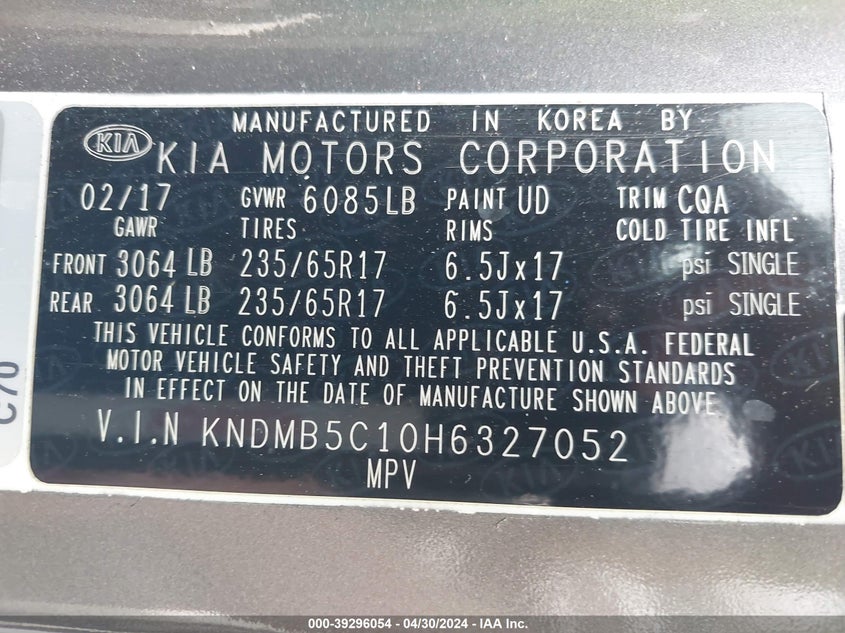 MANUFACTURED IN KOREA BY
KIA KIA MOTORS CORPORATION
02/17 GVWR 6085LB PAINT UD TRIM CQA
GAWR TIRES RIMS COLD TIRE INFL
FRONT 3064 LB 235/65R17 6.5Jx17 psi SINGLE
REAR 3064 LB 235/65R17 6.5Jx17 psi SINGLE
THIS VEHICLE CONFORMS TO ALL APPLICABLE U.S.A. FEDERAL
MOTOR VEHICLE SAFETY AND THEFT PREVENTION STANDARDS
IN EFFECT ON THE DATE OF MANUFACTURE SHOWN ABOVE.
V.I.N KNDMB5C10H6327052
MPV
C70
000-39296054 - 04/30/2024 - IAA Inc.